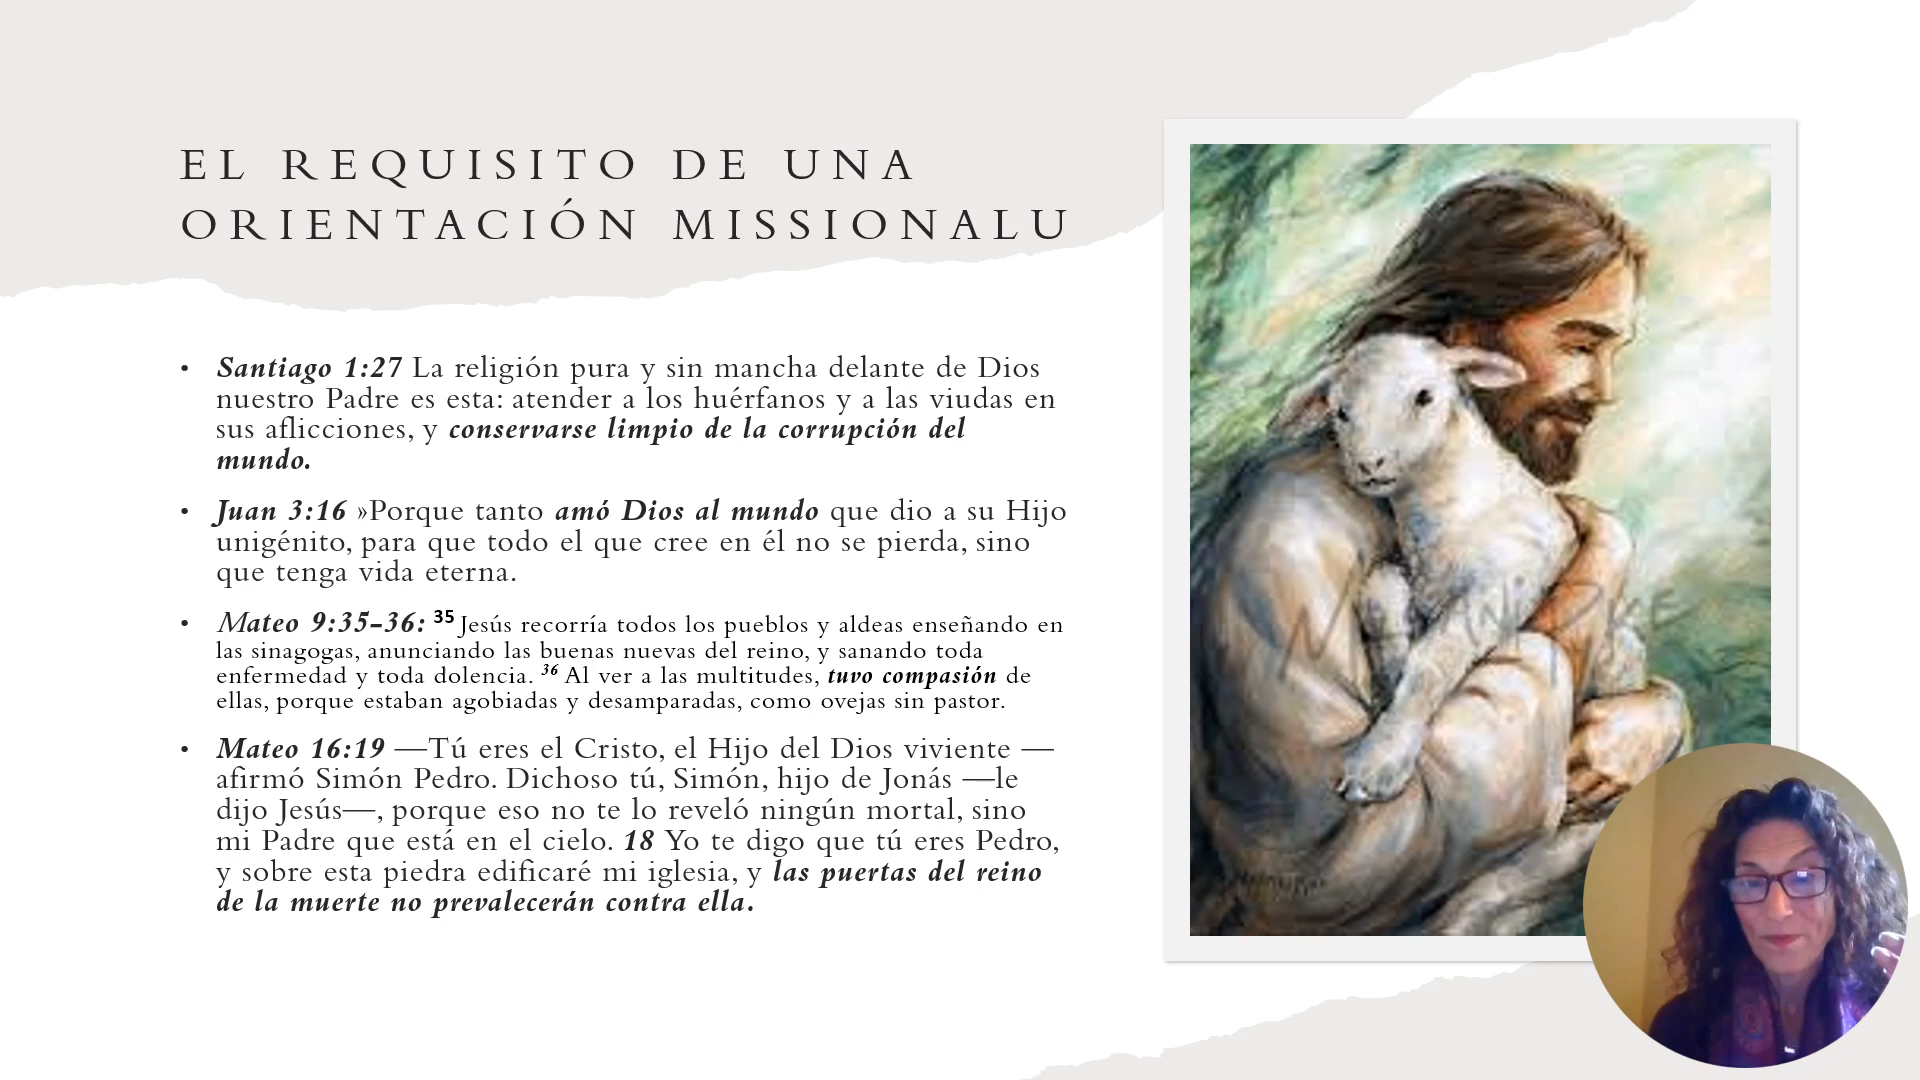 EL REQUISITO DE UNA
ORIENTACIÓN MISSIONALU
• Santiago 1:27 La religión pura y sin mancha delante de Dios
nuestro Padre es esta: atender a los huérfanos y a las viudas en
sus aflicciones, y conservarse limpio de la corrupción del
mundo.
• Juan 3:16 »Porque tanto amó Dios al mundo que dio a su Hijo
unigénito, para que todo el que cree en él no se pierda, sino
que tenga vida eterna.
• Mateo 9:35-36: 35 Jesús recorría todos los pueblos y aldeas enseñando en
las sinagogas, anunciando las buenas nuevas del reino, y sanando toda
enfermedad y toda dolencia. 36 Al ver a las multitudes, tuvo compasión de
ellas, porque estaban agobiadas y desamparadas, como ovejas sin pastor.
• Mateo 16:19 —Tú eres el Cristo, el Hijo del Dios viviente —
afirmó Simón Pedro. Dichoso tú, Simón, hijo de Jonás —le
dijo Jesús—, porque eso no te lo reveló ningún mortal, sino
mi Padre que está en el cielo. 18 Yo te digo que tú eres Pedro,
y sobre esta piedra edificaré mi iglesia, y las puertas del reino
de la muerte no prevalecerán contra ella.